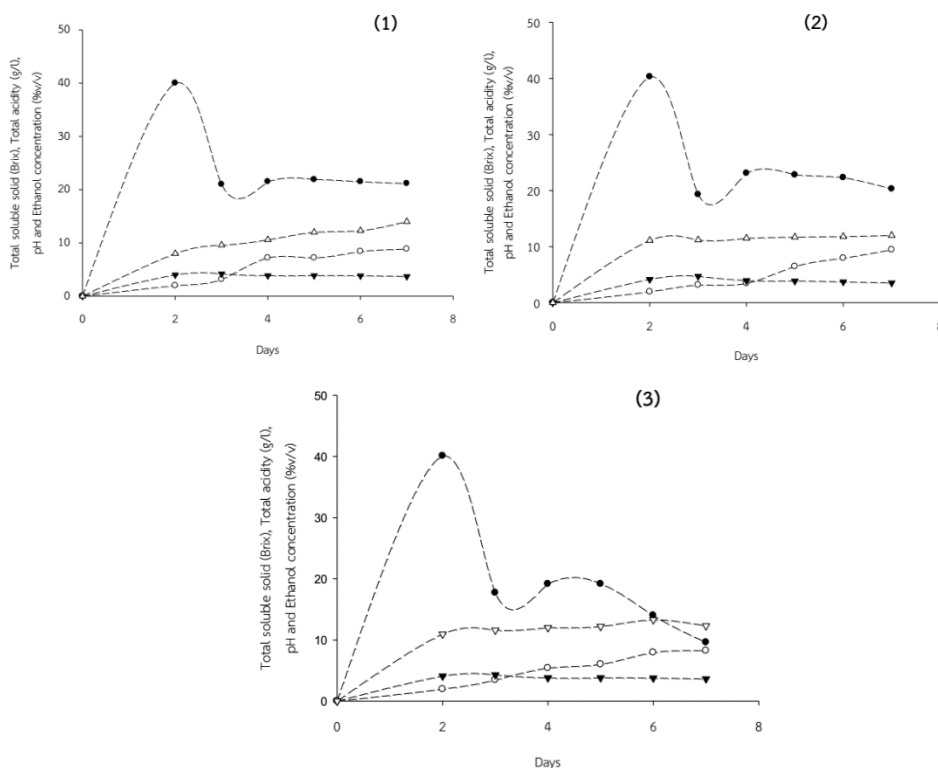 (1)
Total soluble solid (Brix), Total acidity (g/l),
pH and Ethanol concentration (%v/v)
50
40
30
20
10
0
0 2 4 6 8
Days
(2)
Total soluble solid (Brix), Total acidity (g/l),
pH and Ethanol concentration (%v/v)
50
40
30
20
10
0
0 2 4 6 8
Days
(3)
Total soluble solid (Brix), Total acidity (g/l),
pH and Ethanol concentration (%v/v)
50
40
30
20
10
0
0 2 4 6 8
Days